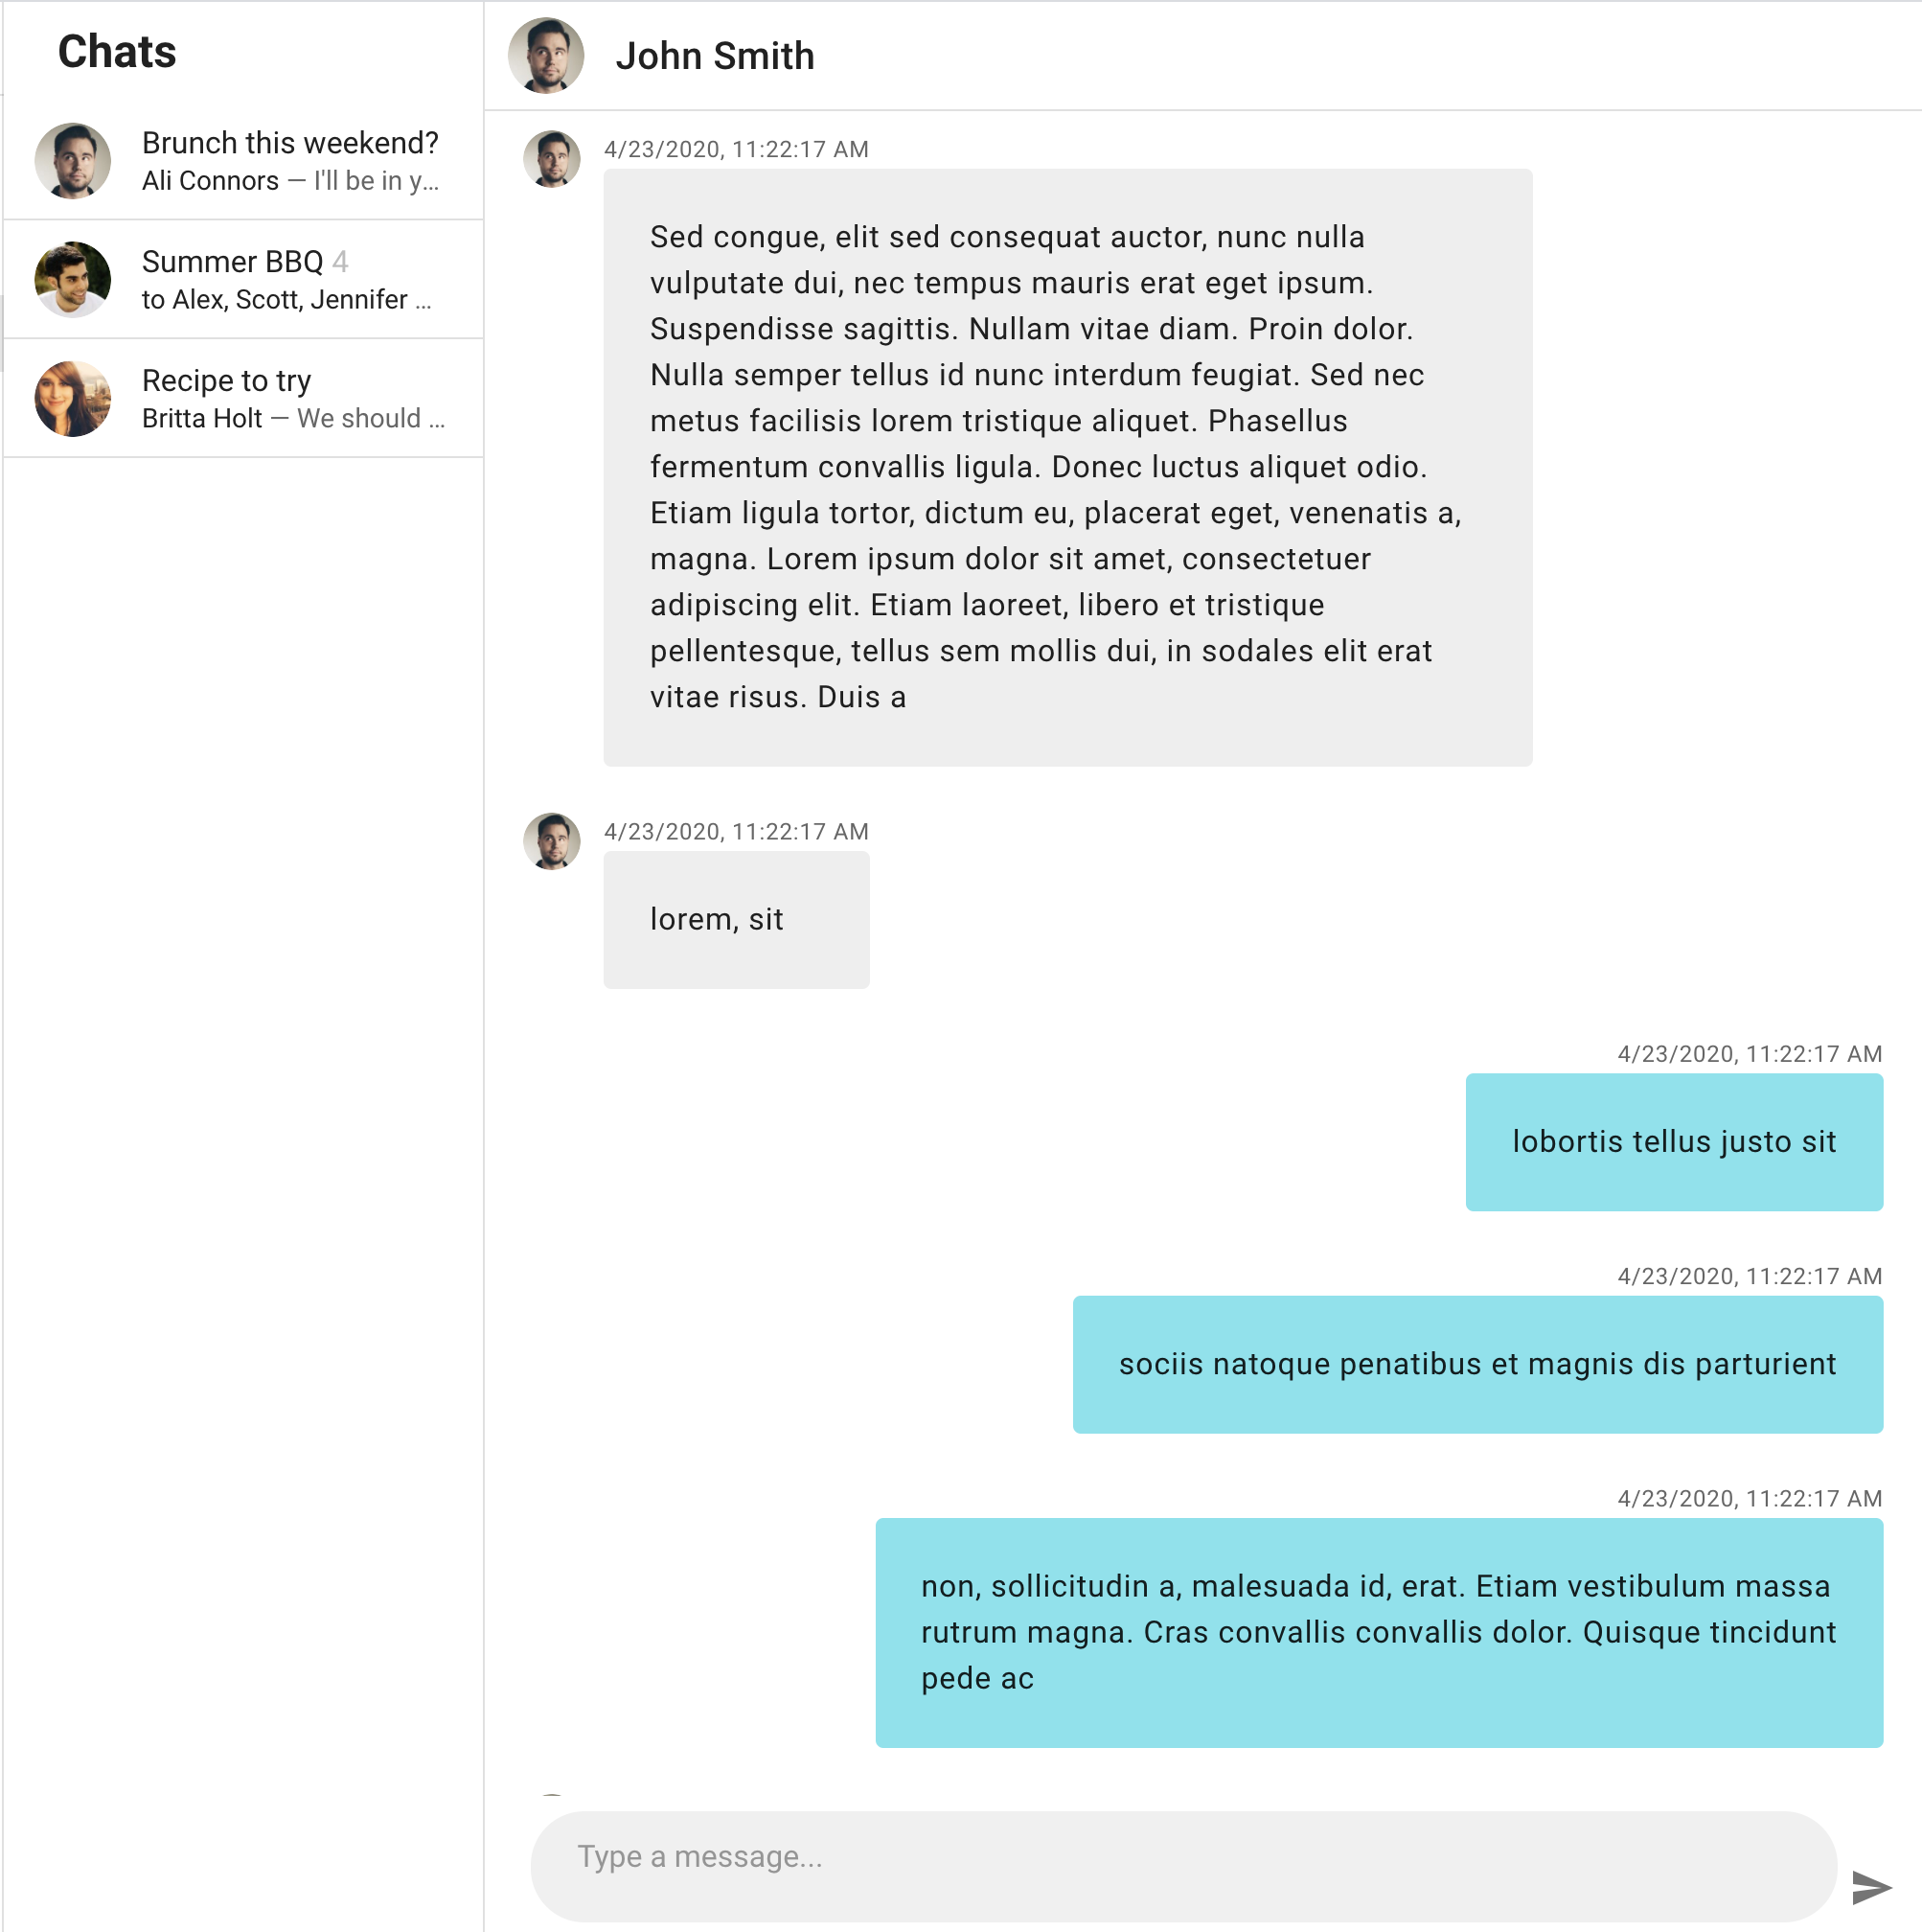 Chats
Brunch this weekend?
Ali Connors — I'll be in y...
Summer BBQ 4
to Alex, Scott, Jennifer ...
Recipe to try
Britta Holt — We should ...
John Smith
4/23/2020, 11:22:17 AM
Sed congue, elit sed consequat auctor, nunc nulla
vulputate dui, nec tempus mauris erat eget ipsum.
Suspendisse sagittis. Nullam vitae diam. Proin dolor.
Nulla semper tellus id nunc interdum feugiat. Sed nec
metus facilisis lorem tristique aliquet. Phasellus
fermentum convallis ligula. Donec luctus aliquet odio.
Etiam ligula tortor, dictum eu, placerat eget, venenatis a,
magna. Lorem ipsum dolor sit amet, consectetuer
adipiscing elit. Etiam laoreet, libero et tristique
pellentesque, tellus sem mollis dui, in sodales elit erat
vitae risus. Duis a
4/23/2020, 11:22:17 AM
lorem, sit
4/23/2020, 11:22:17 AM
lobortis tellus justo sit
4/23/2020, 11:22:17 AM
sociis natoque penatibus et magnis dis parturient
4/23/2020, 11:22:17 AM
non, sollicitudin a, malesuada id, erat. Etiam vestibulum massa
rutrum magna. Cras convallis convallis dolor. Quisque tincidunt
pede ac
Type a message...